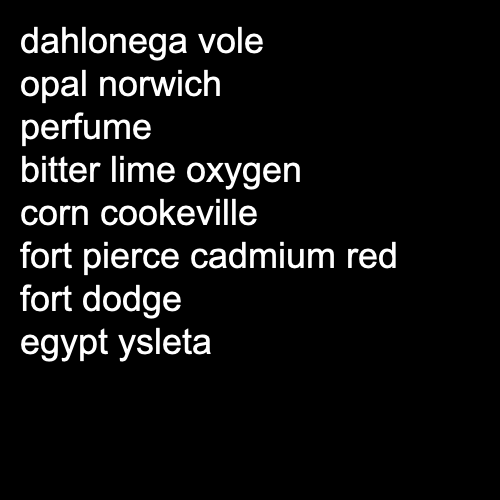 dahlonega vole
opal norwich
perfume
bitter lime oxygen
corn cookeville
fort pierce cadmium red
fort dodge
egypt ysleta